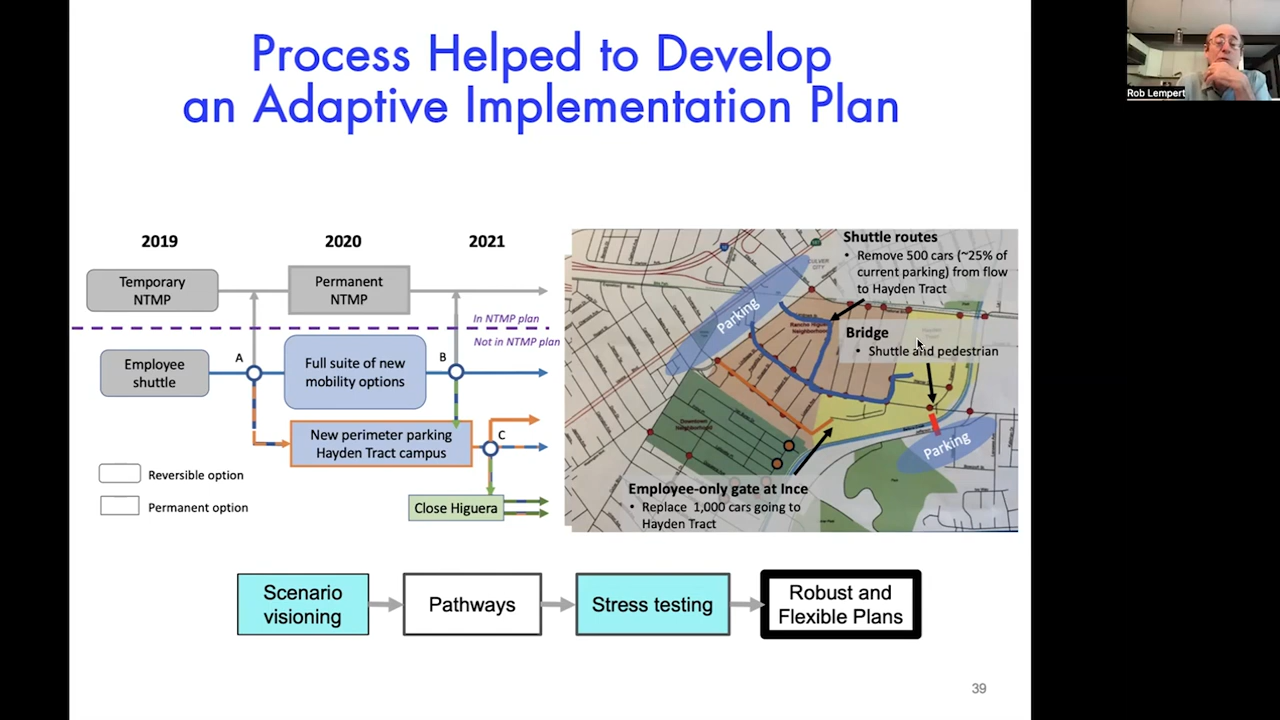 Process Helped to Develop
an Adaptive Implementation Plan
Rob Lempert
2019
2020
2021
Temporary
NTMP
Permanent
NTMP
In NTMP plan
Not in NTMP plan
Employee
shuttle
A
Full suite of new
mobility options
B
New perimeter parking
Hayden Tract campus
C
Close Higuera
Reversible option
Permanent option
Shuttle routes
• Remove 500 cars (~25% of
current parking) from flow
to Hayden Tract
CULVER
CITY
Parking
Bridge
• Shuttle and pedestrian
Downtown
Neighborhood
Parking
Employee-only gate at Ince
• Replace 1,000 cars going to
Hayden Tract
Scenario
visioning
Pathways
Stress testing
Robust and
Flexible Plans
39